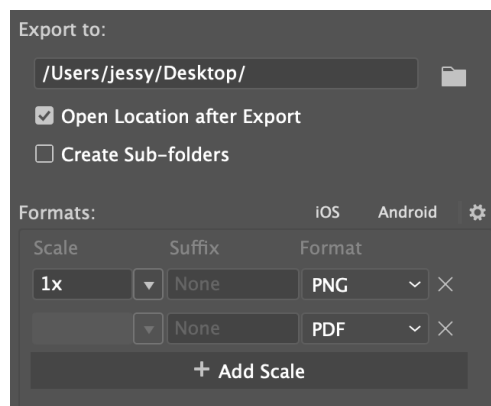 Export to:
/Users/jessy/Desktop/
Open Location after Export
Create Sub-folders
Formats:
iOS
Android
Scale
Suffix
Format
1x
None
PNG
None
PDF
+ Add Scale